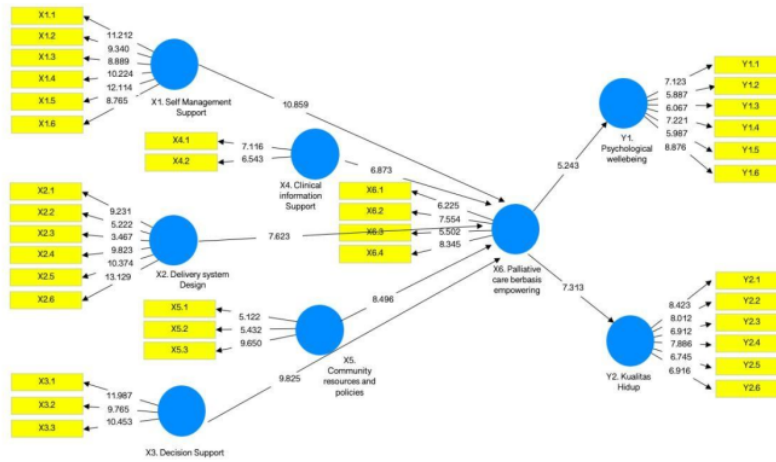 X1.1
X1.2
X1.3
X1.4
X1.5
X1.6
11.212
9.340
8.889
10.224
12.114
8.765
X1. Self Management
Support
10.859
X4.1
X4.2
7.116
6.543
X4. Clinical
information
Support
6.873
X2.1
X2.2
X2.3
X2.4
X2.5
X2.6
9.231
5.222
3.467
9.823
10.374
13.129
X2. Delivery system
Design
7.623
X6.1
X6.2
X6.3
X6.4
6.225
7.554
5.502
8.345
X6. Palliative
care berbasis
empowering
X5.1
X5.2
X5.3
5.122
5.432
9.650
X5.
Community
resources and
policies
8.496
X3.1
X3.2
X3.3
11.987
9.765
10.453
X3. Decision Support
9.825
5.243
7.313
Y1.
Psychological
wellebeing
7.123
5.887
6.067
7.221
5.987
8.876
Y1.1
Y1.2
Y1.3
Y1.4
Y1.5
Y1.6
Y2. Kualitas
Hidup
8.423
8.012
6.912
7.886
6.745
6.916
Y2.1
Y2.2
Y2.3
Y2.4
Y2.5
Y2.6